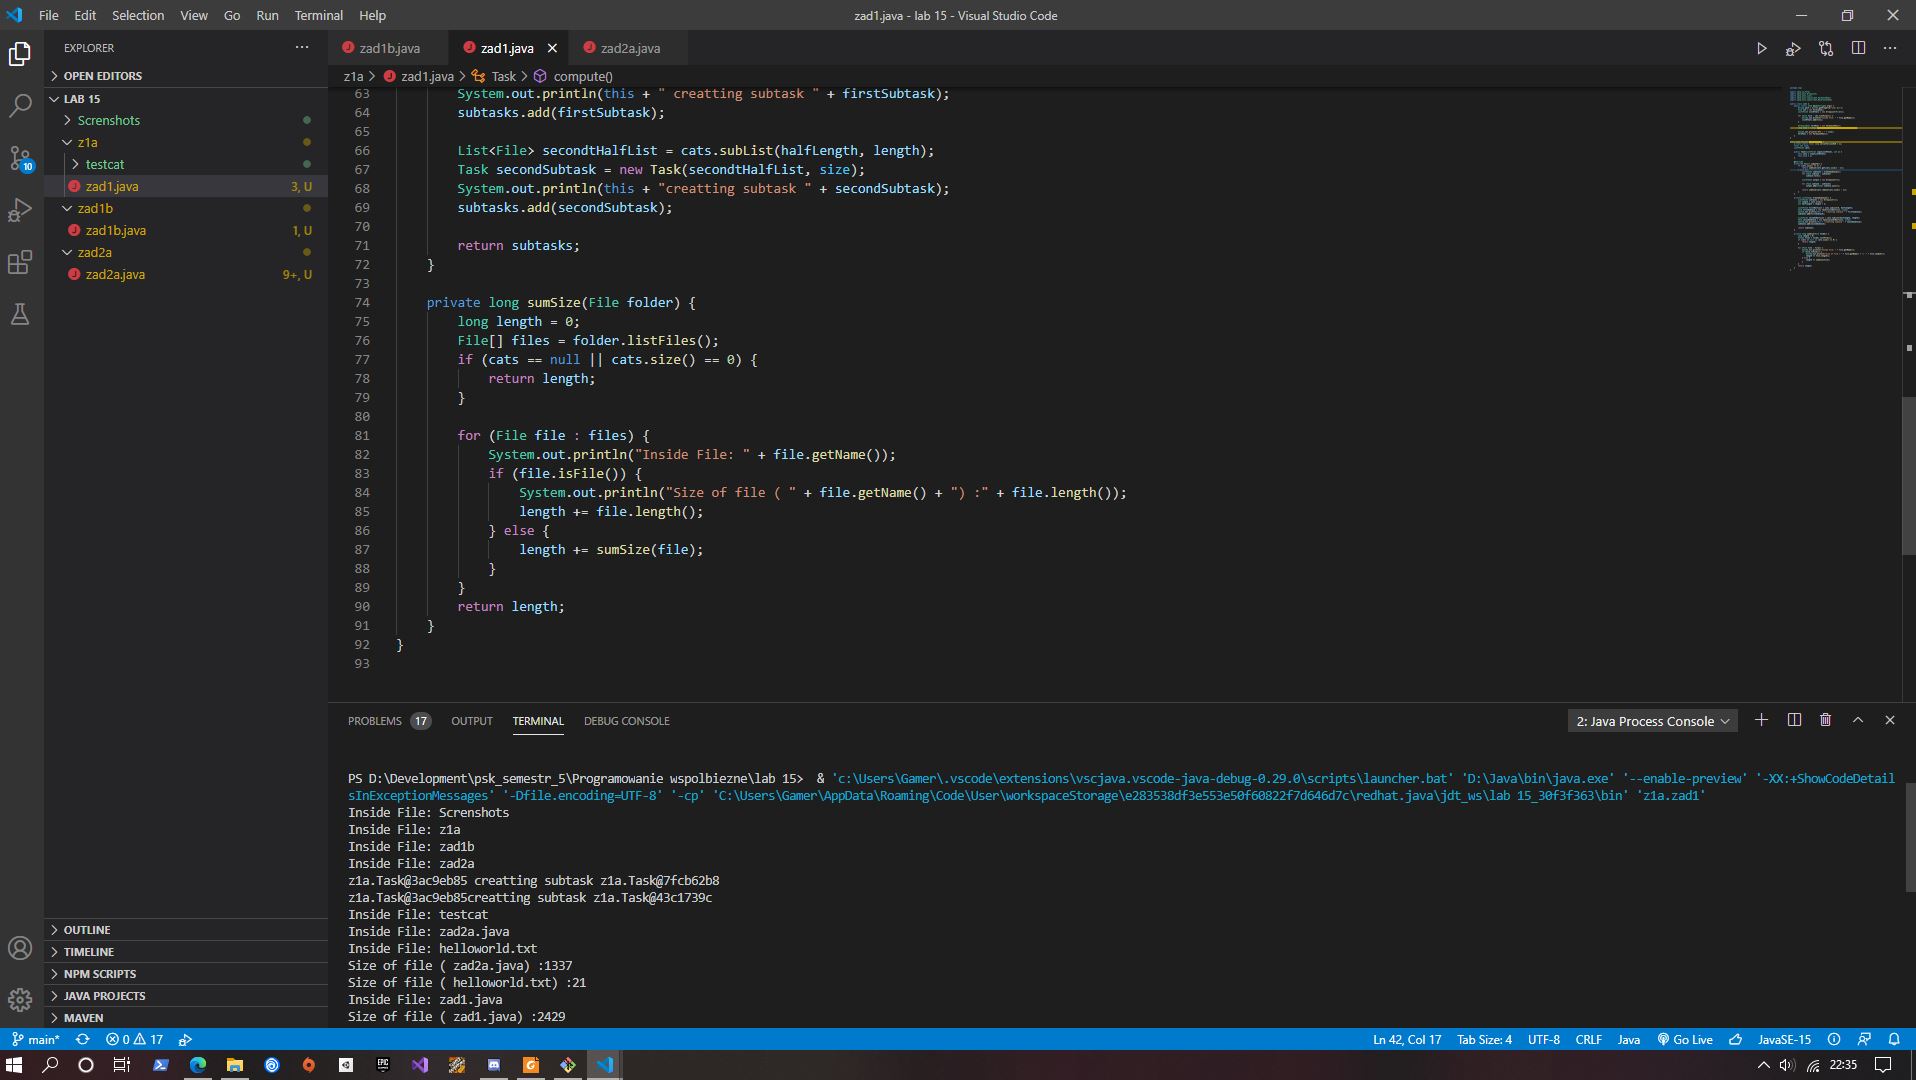 File Edit Selection View Go Run Terminal Help
zad1.java - lab 15 - Visual Studio Code
EXPLORER
OPEN EDITORS
LAB 15
Screnshots
z1a
testcat
zad1.java 3, U
zad1b
zad1b.java 1, U
zad2a
zad2a.java 9+, U
OUTLINE
TIMELINE
NPM SCRIPTS
JAVA PROJECTS
MAVEN
zad1b.java zad1.java zad2a.java
z1a > zad1.java > Task > compute()
63 System.out.println(this + " creatting subtask " + firstSubtask);
64 subtasks.add(firstSubtask);
65
66 List<File> secondtHalfList = cats.subList(halfLength, length);
67 Task secondSubtask = new Task(secondtHalfList, size);
68 System.out.println(this + "creatting subtask " + secondSubtask);
69 subtasks.add(secondSubtask);
70
71 return subtasks;
72 }
73
74 private long sumSize(File folder) {
75 long length = 0;
76 File[] files = folder.listFiles();
77 if (cats == null || cats.size() == 0) {
78 return length;
79 }
80
81 for (File file : files) {
82 System.out.println("Inside File: " + file.getName());
83 if (file.isFile()) {
84 System.out.println("Size of file ( " + file.getName() + ") :" + file.length());
85 length += file.length();
86 } else {
87 length += sumSize(file);
88 }
89 }
90 return length;
91 }
92 }
93
PROBLEMS 17 OUTPUT TERMINAL DEBUG CONSOLE
2: Java Process Console
PS D:\Development\psk_semestr_5\Programowanie wspolbiezne\lab 15> & 'c:\Users\Gamer\.vscode\extensions\vscjava.vscode-java-debug-0.29.0\scripts\launcher.bat' 'D:\Java\bin\java.exe' '--enable-preview' '-XX:+ShowCodeDetail
sInExceptionMessages' '-Dfile.encoding=UTF-8' '-cp' 'C:\Users\Gamer\AppData\Roaming\Code\User\workspaceStorage\e283538df3e553e50f60822f7d646d7c\redhat.java\jdt_ws\lab 15_30f3f363\bin' 'z1a.zad1'
Inside File: Screnshots
Inside File: z1a
Inside File: zad1b
Inside File: zad2a
z1a.Task@3ac9eb85 creatting subtask z1a.Task@7fcb62b8
z1a.Task@3ac9eb85creatting subtask z1a.Task@43c1739c
Inside File: testcat
Inside File: zad2a.java
Inside File: helloworld.txt
Size of file ( zad2a.java) :1337
Size of file ( helloworld.txt) :21
Inside File: zad1.java
Size of file ( zad1.java) :2429
10
main* 0 17
Ln 42, Col 17 Tab Size: 4 UTF-8 CRLF Java Go Live JavaSE-15
EPIC
22:35